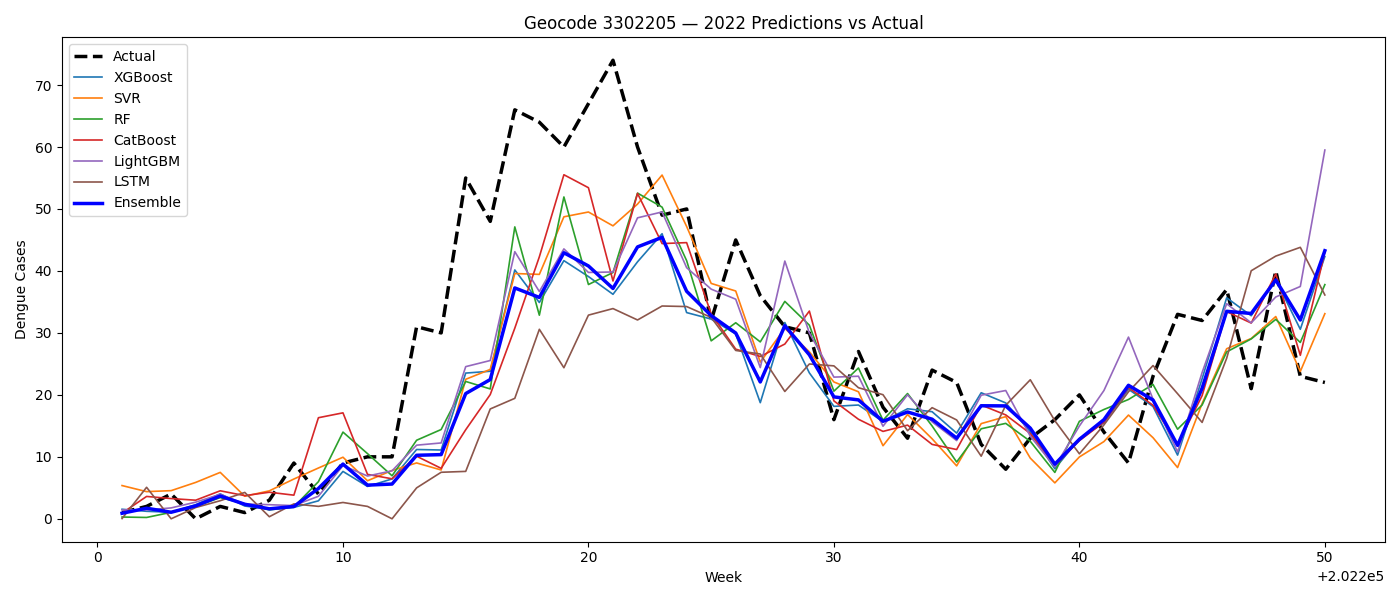 Geocode 3302205 — 2022 Predictions vs Actual
Actual
XGBoost
SVR
RF
CatBoost
LightGBM
LSTM
Ensemble
Dengue Cases
70
60
50
40
30
20
10
0
0 10 20 30 40 50
Week
+2.022e5